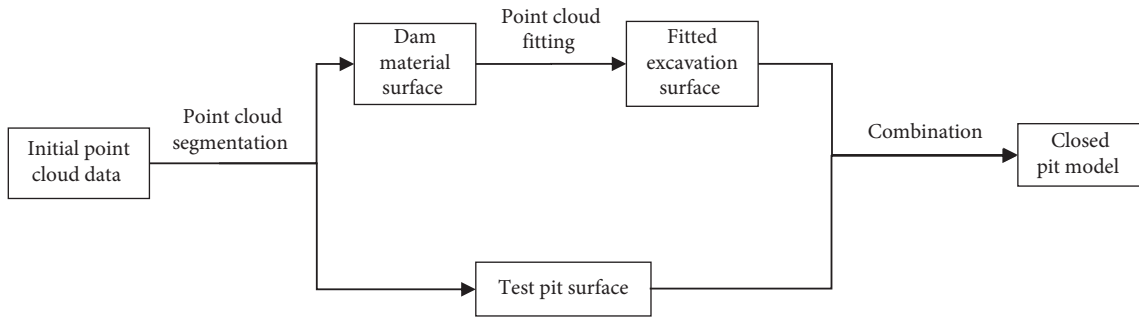 Initial point
cloud data
Point cloud
segmentation
Dam
material
surface
Point cloud
fitting
Fitted
excavation
surface
Test pit surface
Combination
Closed
pit model